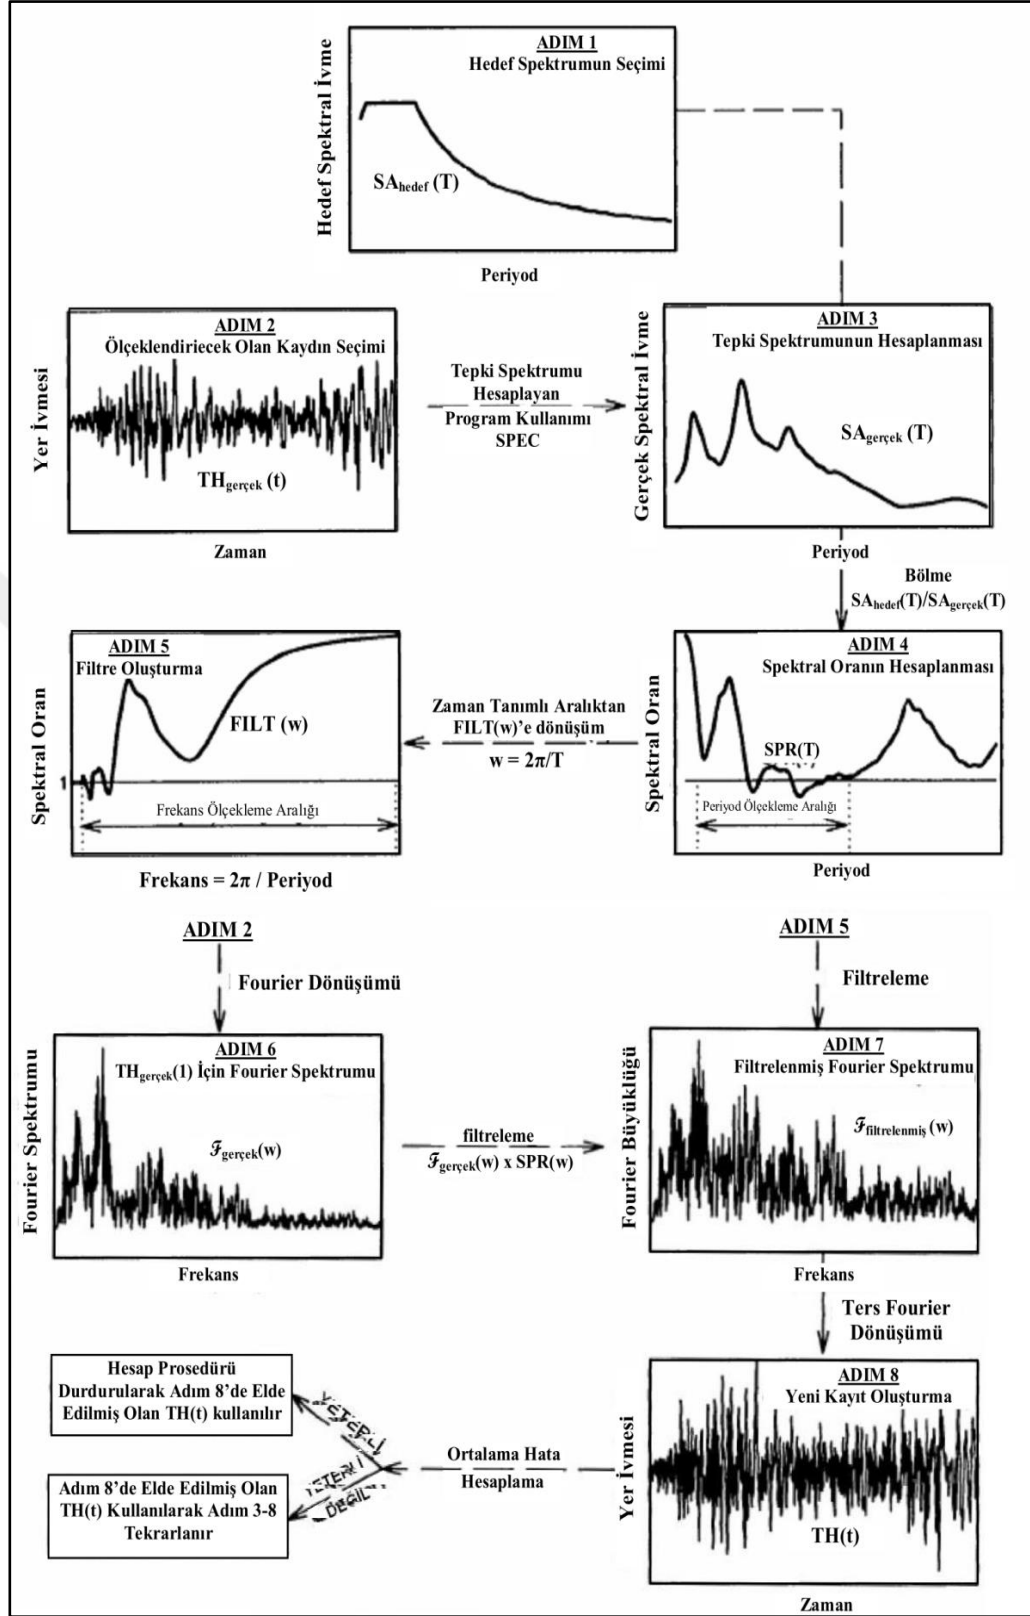 ADIM 1
Hedef Spektrumun Seçimi
Hedef Spektral İvme
SAhedef (T)
Periyod
ADIM 2
Ölçeklendiriecek Olan Kaydın Seçimi
Yer İvmesi
THgerçek (t)
Zaman
Tepki Spektrumu
Hesaplayan
Program Kullanımı
SPEC
ADIM 3
Tepki Spektrumunun Hesaplanması
Gerçek Spektral İvme
SAgerçek (T)
Periyod
Bölme
SAhedef(T)/SAgerçek(T)
ADIM 4
Spektral Oranın Hesaplanması
Spektral Oran
SPR(T)
Periyod Ölçekleme Aralığı
Periyod
Zaman Tanımlı Aralıktan
FILT(w)'e dönüşüm
w = 2π/T
ADIM 5
Filtre Oluşturma
Spektral Oran
FILT (w)
1
Frekans Ölçekleme Aralığı
Frekans = 2π / Periyod
ADIM 2
Fourier Dönüşümü
ADIM 5
Filtreleme
ADIM 6
THgerçek(1) İçin Fourier Spektrumu
Fourier Spektrumu
ℱgerçek(w)
Frekans
filtreleme
ℱgerçek(w) x SPR(w)
ADIM 7
Filtrelenmiş Fourier Spektrumu
Fourier Büyüklüğü
ℱfiltrelenmiş (w)
Frekans
Ters Fourier
Dönüşümü
ADIM 8
Yeni Kayıt Oluşturma
Yer İvmesi
TH(t)
Zaman
Ortalama Hata
Hesaplama
YETERLİ
YETERLİ
DEĞİL
Hesap Prosedürü
Durdurularak Adım 8'de Elde
Edilmiş Olan TH(t) kullanılır
Adım 8'de Elde Edilmiş Olan
TH(t) Kullanılarak Adım 3-8
Tekrarlanır